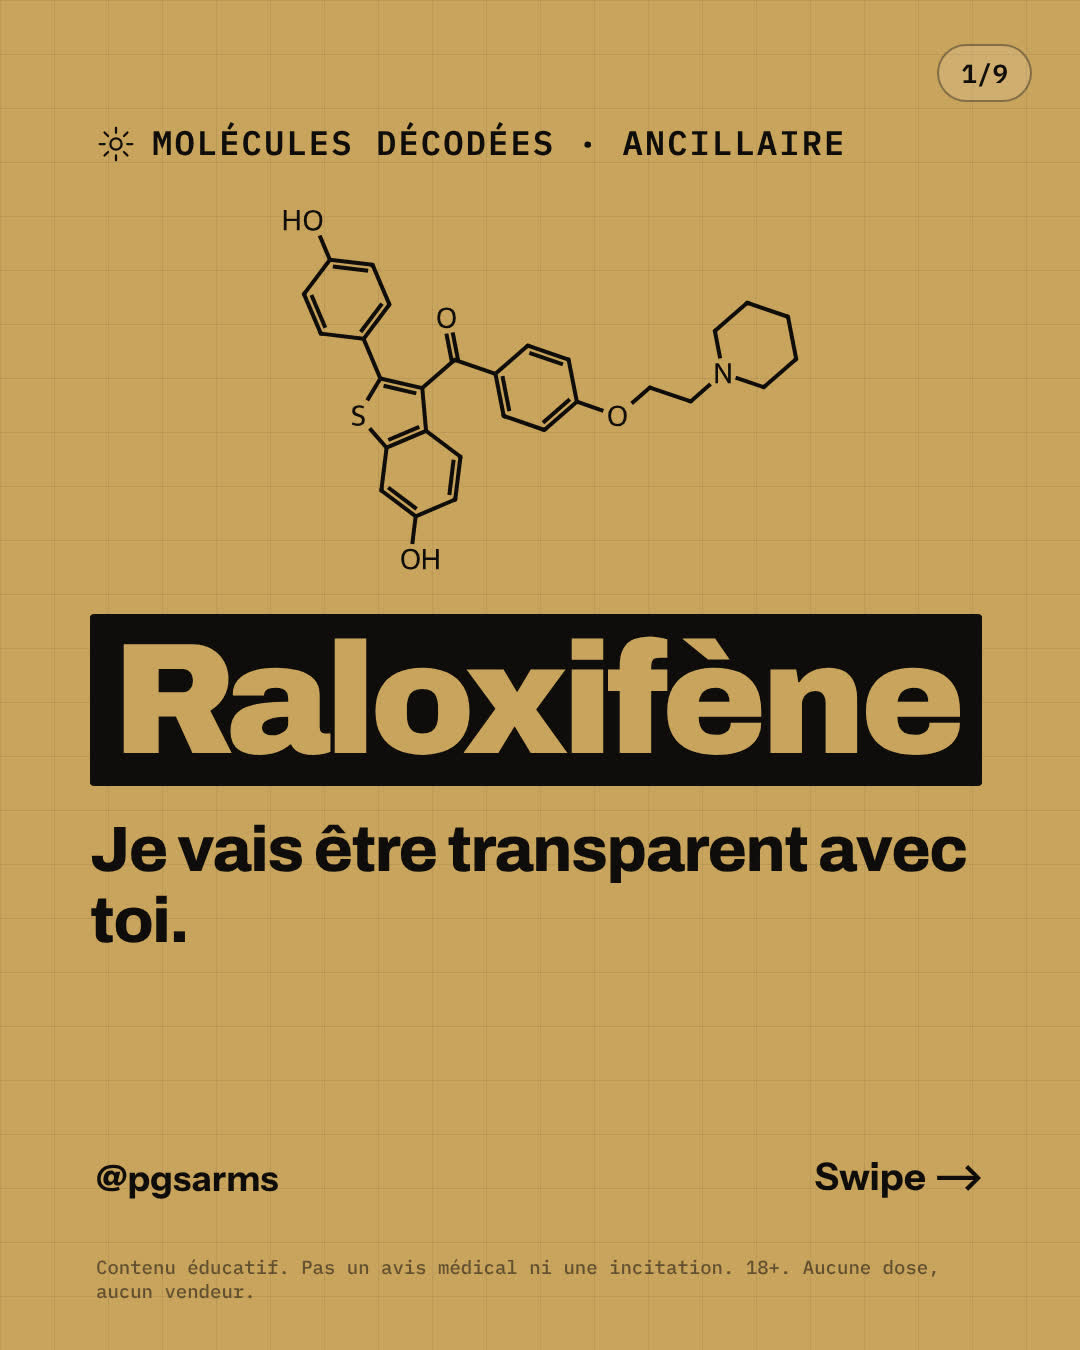 1/9
MOLÉCULES DÉCODÉES · ANCILLAIRE
HO
O
N
S
O
OH
Raloxifène
Je vais être transparent avec
toi.
@pgsarms
Swipe →
Contenu éducatif. Pas un avis médical ni une incitation. 18+. Aucune dose,
aucun vendeur.